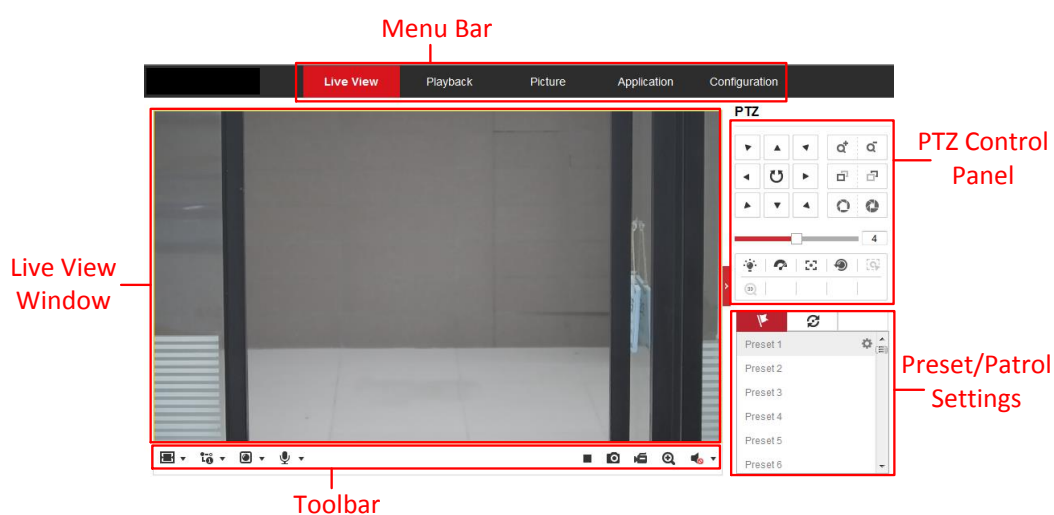 Menu Bar
Live View Playback Picture Application Configuration
PTZ
PTZ Control
Panel
4
Live View
Window
Preset 1
Preset 2
Preset 3
Preset 4
Preset 5
Preset 6
Preset/Patrol
Settings
Toolbar